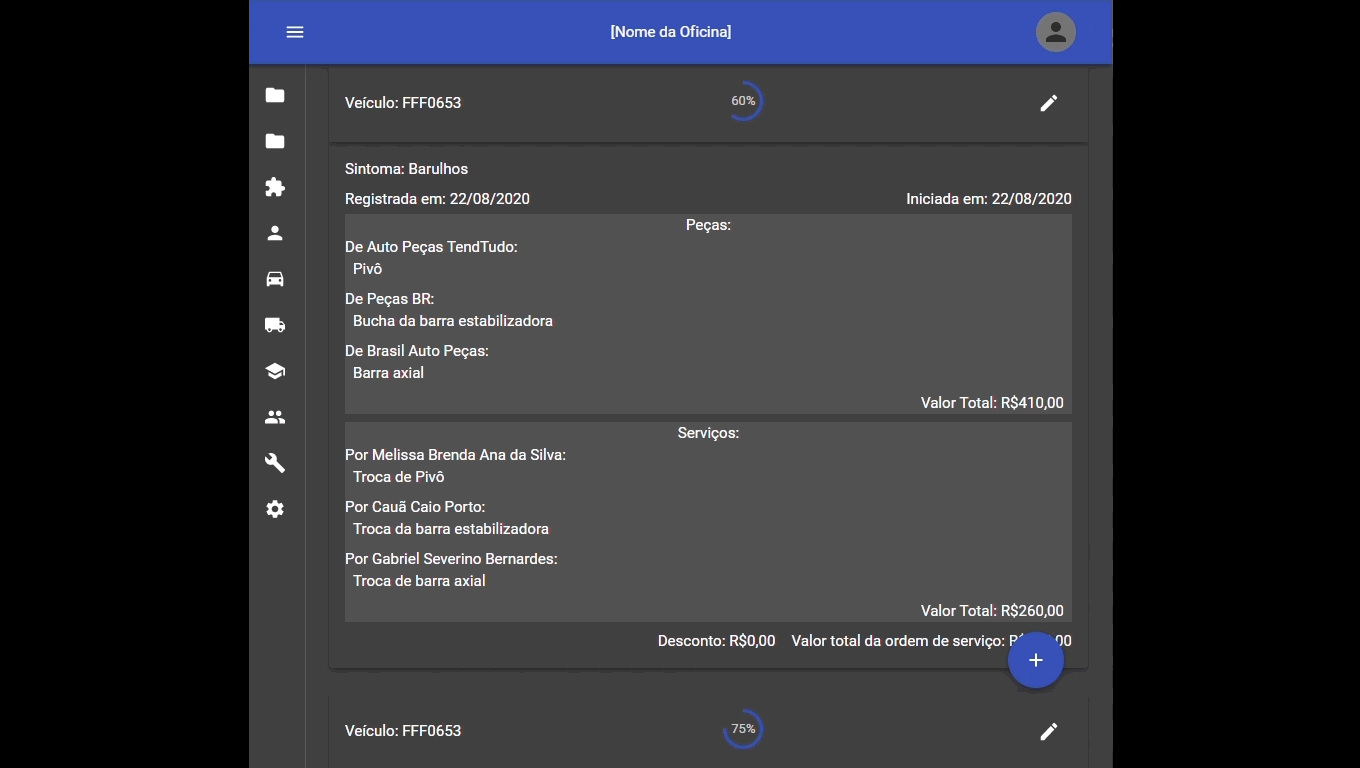 [Nome da Oficina]
Veículo: FFF0653
60%
Sintoma: Barulhos
Registrada em: 22/08/2020 Iniciada em: 22/08/2020
Peças:
De Auto Peças TendTudo:
Pivô
De Peças BR:
Bucha da barra estabilizadora
De Brasil Auto Peças:
Barra axial
Valor Total: R$410,00
Serviços:
Por Melissa Brenda Ana da Silva:
Troca de Pivô
Por Cauã Caio Porto:
Troca da barra estabilizadora
Por Gabriel Severino Bernardes:
Troca de barra axial
Valor Total: R$260,00
Desconto: R$0,00 Valor total da ordem de serviço:
Veículo: FFF0653
75%